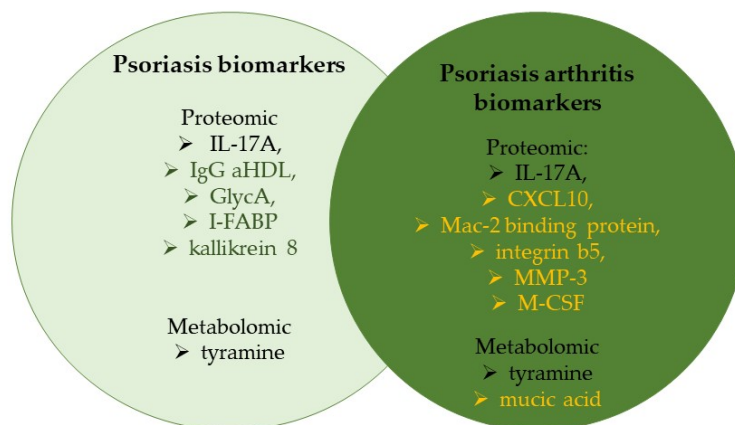 Psoriasis biomarkers
Proteomic
➢ IL-17A,
➢ IgG aHDL,
➢ GlycA,
➢ I-FABP
➢ kallikrein 8
Metabolomic
➢ tyramine
Psoriasis arthritis
biomarkers
Proteomic:
➢ IL-17A,
➢ CXCL10,
➢ Mac-2 binding protein,
➢ integrin b5,
➢ MMP-3
➢ M-CSF
Metabolomic
➢ tyramine
➢ mucic acid